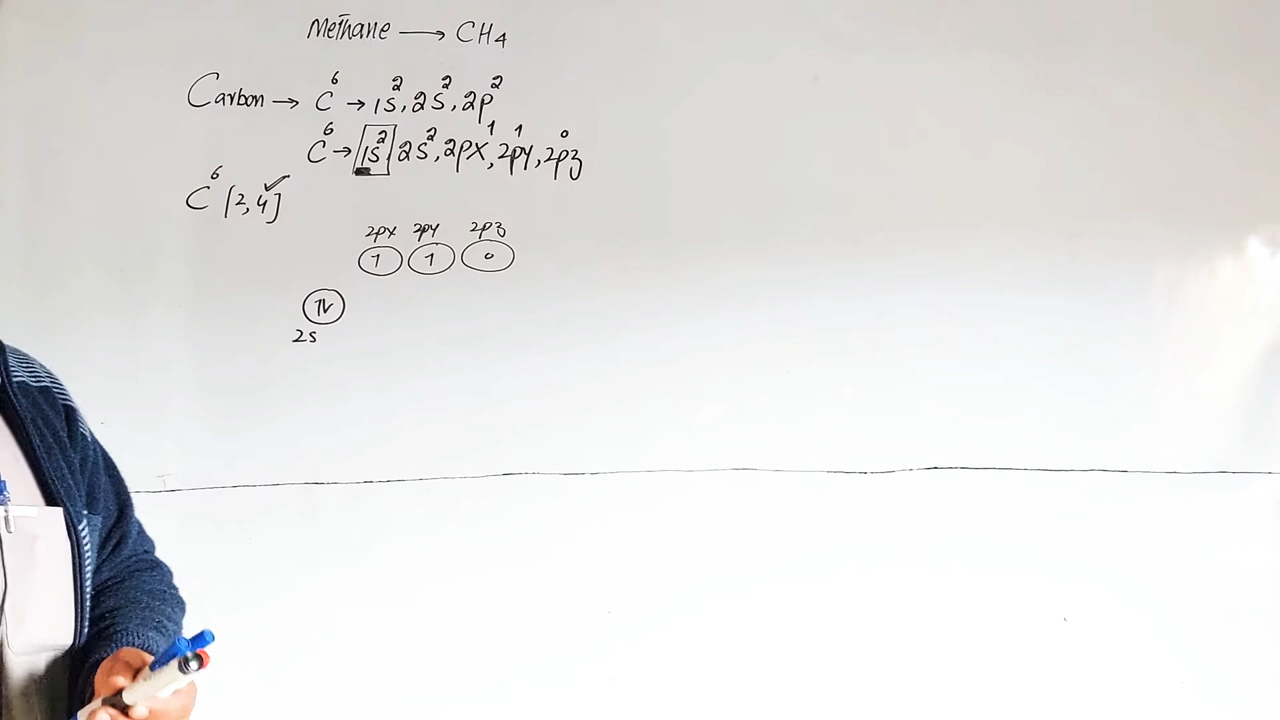 Methane → CH4
Carbon → C⁶ → 1s², 2s², 2p²
C⁶ → 1s² 2s², 2px¹, 2py¹, 2pz⁰
C⁶ [2,4]✓
2px 2py 2pz
1 1 0
1⇂
2s